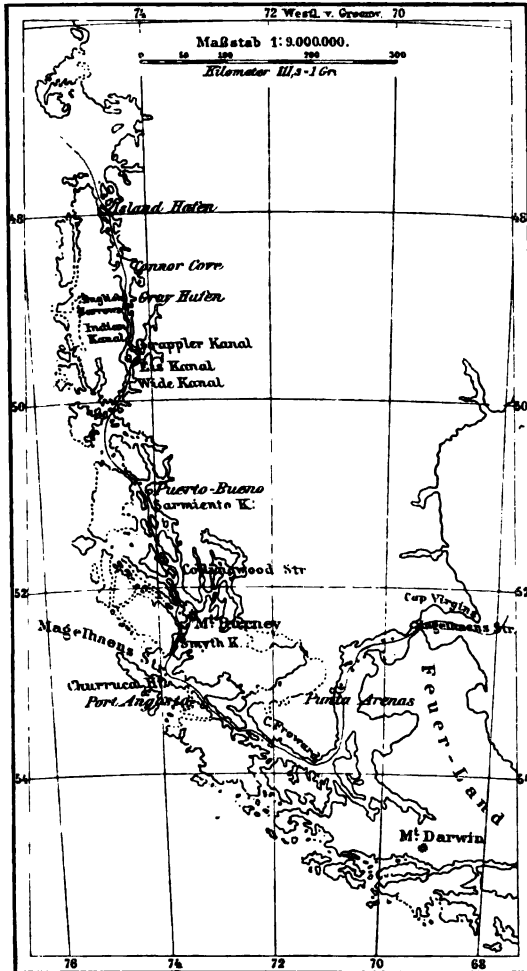 74 72 Westl. v. Greenw. 70
Maßstab 1:9.000.000.
0 50 100 200 300
Kilometer 111,3 = 1 Gr.
48 48
Island Hafen
Connor Cove
English
Narrows
Gray Hafen
Indian
Kanal
Grappler Kanal
Eis Kanal
Wide Kanal
50 50
Puerto-Bueno
Sarmiento K.
Collingwood Str
52 52
Cap Virgins
Mt. Burney
Magelhaens Str.
Smyth K.
Magelhaens Str.
Churruca
Port Angosto
Punta Arenas
C. Froward
Feuer-Land
54 54
Mt. Darwin
76 74 72 70 68